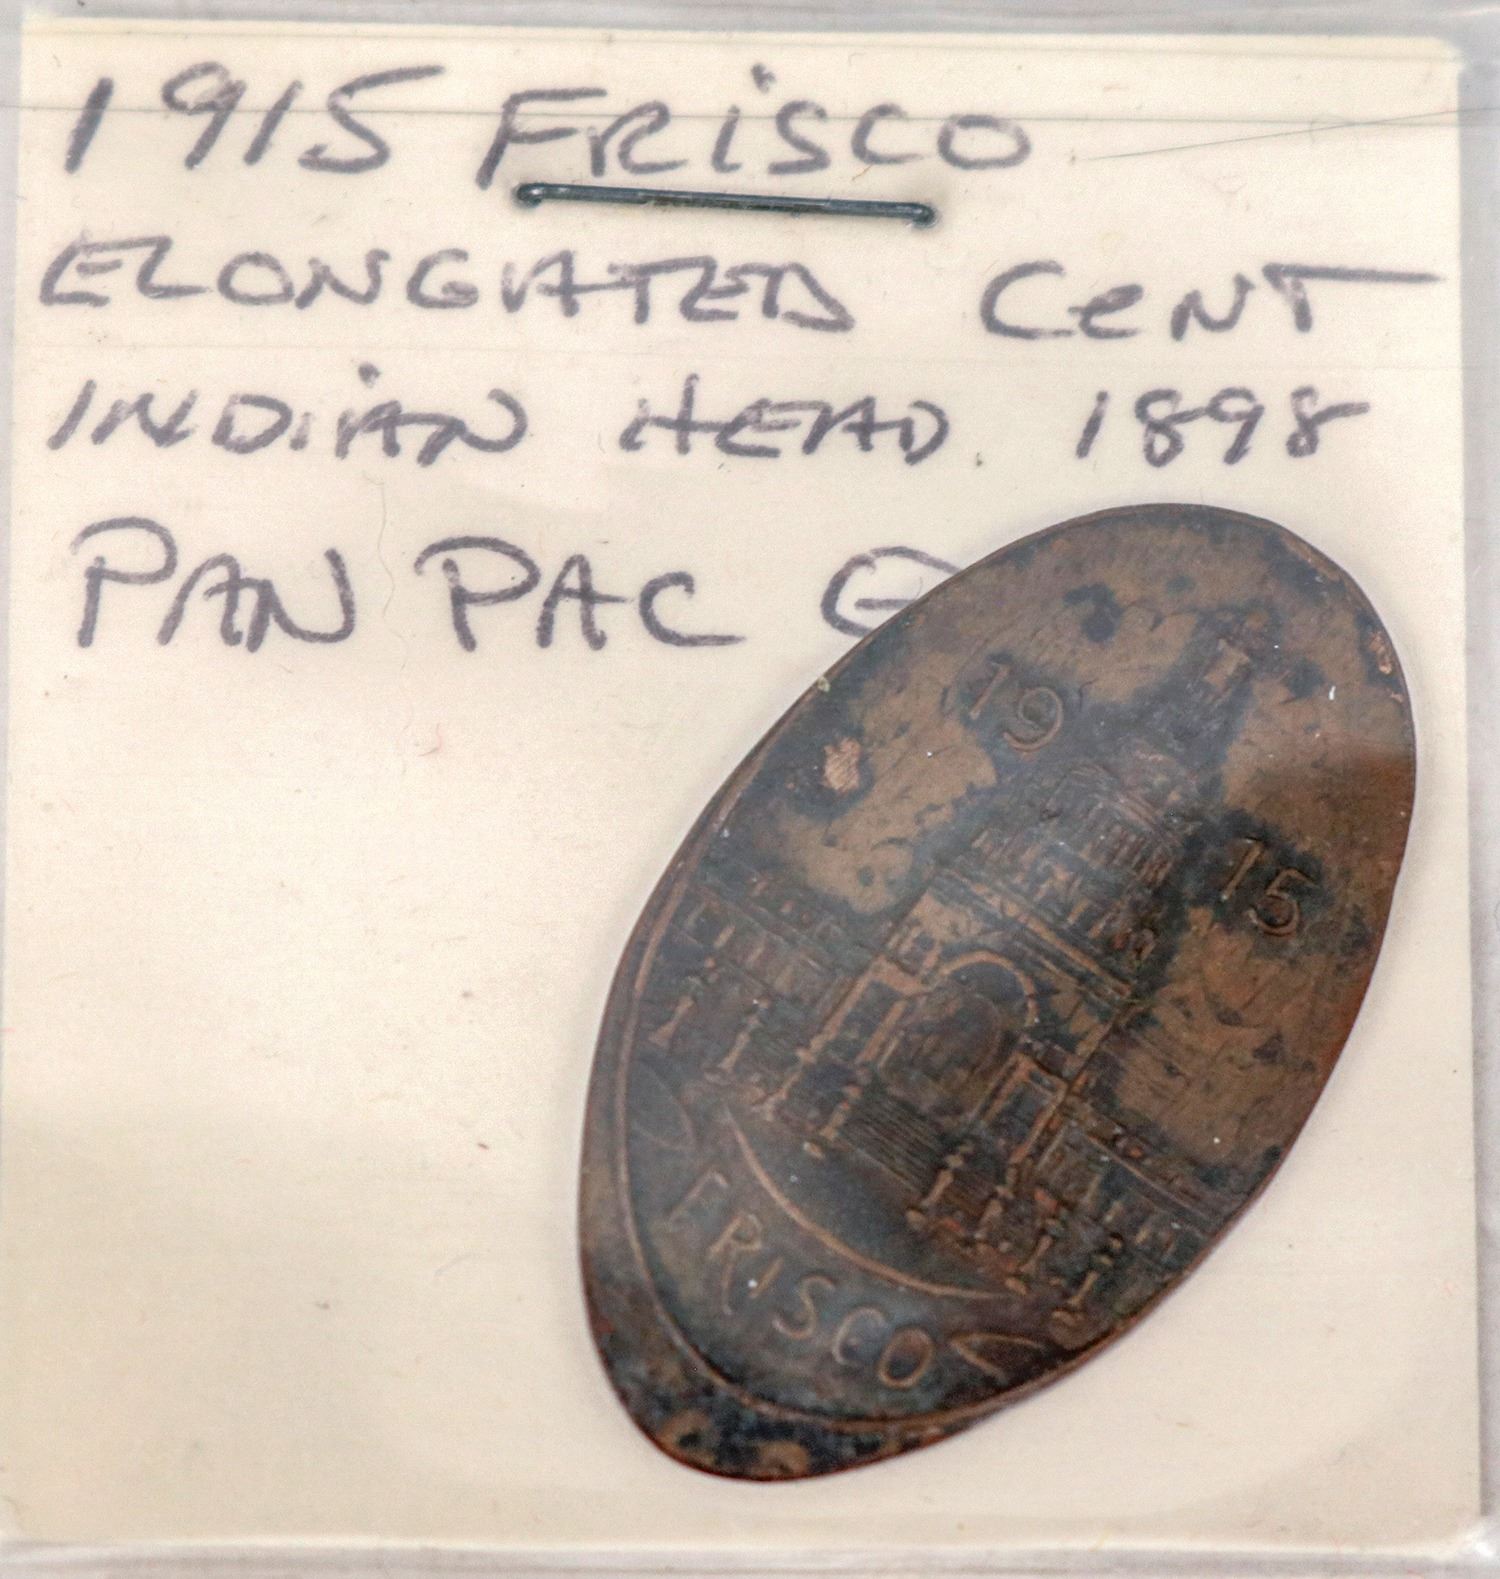 1915 FRiSCO
ELONGATED CeNT
INDiAN HEAD 1898
PAN PAC
19 15
FRISCO